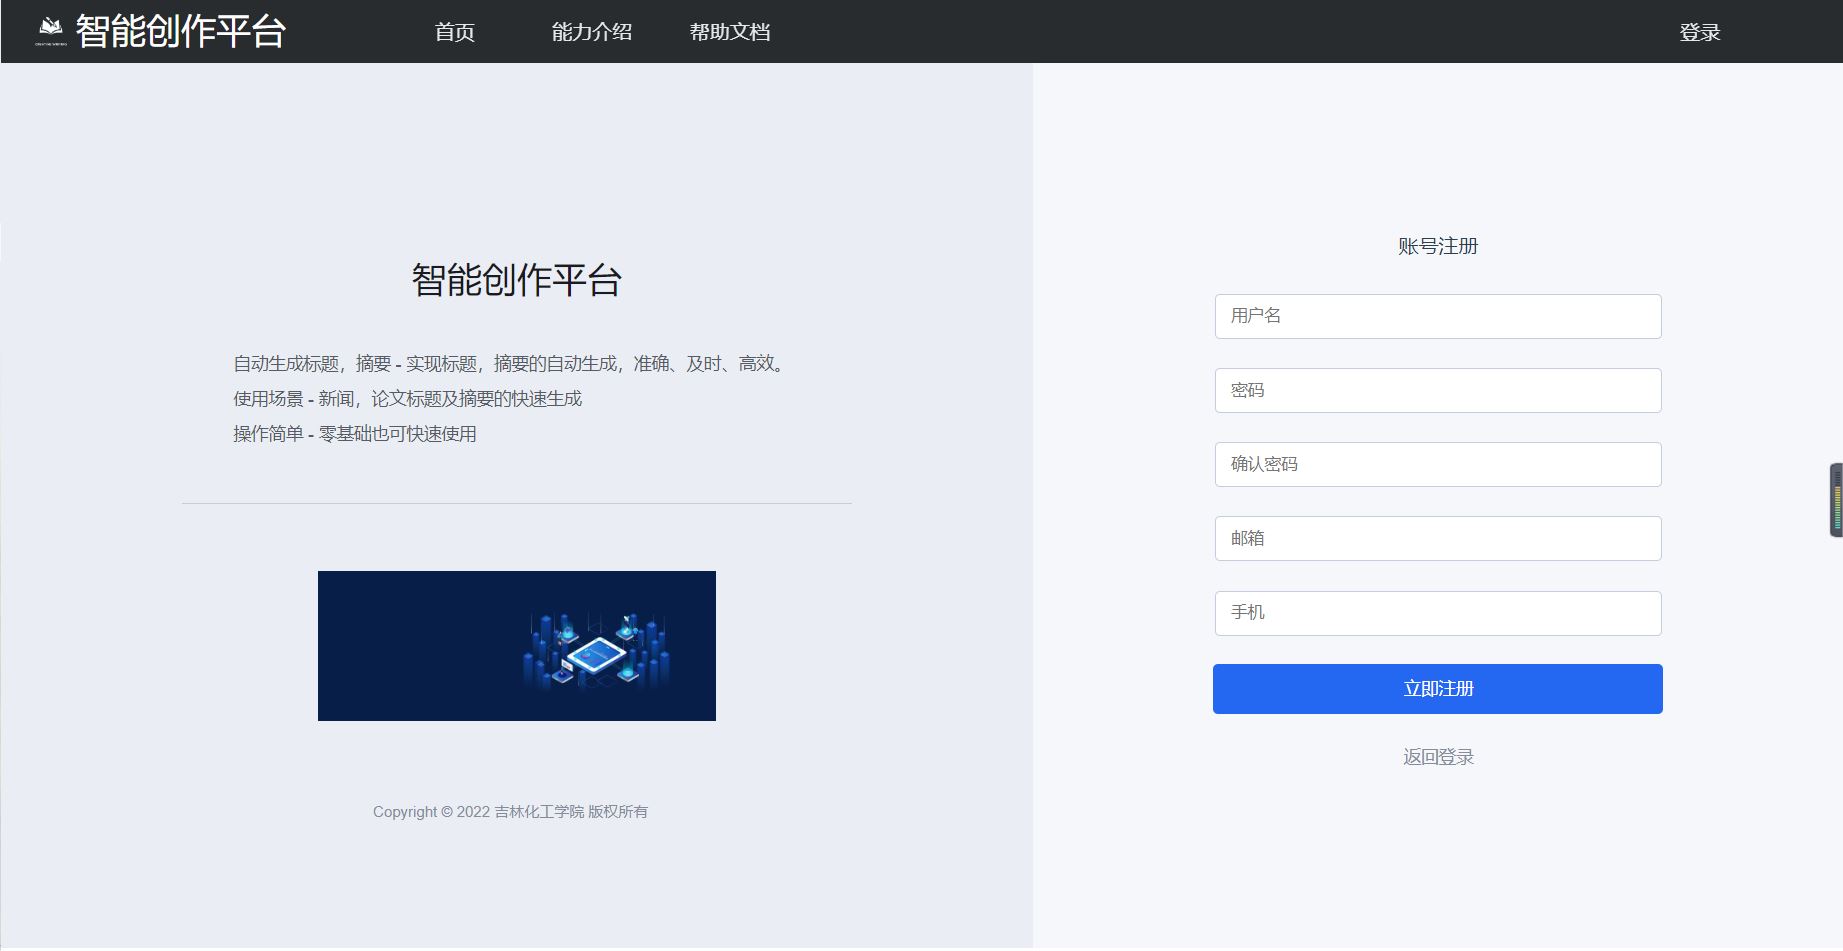 智能创作平台
首页
能力介绍
帮助文档
登录
智能创作平台
自动生成标题，摘要 - 实现标题，摘要的自动生成，准确、及时、高效。
使用场景 - 新闻，论文标题及摘要的快速生成
操作简单 - 零基础也可快速使用
Copyright © 2022 吉林化工学院 版权所有
账号注册
用户名
密码
确认密码
邮箱
手机
立即注册
返回登录